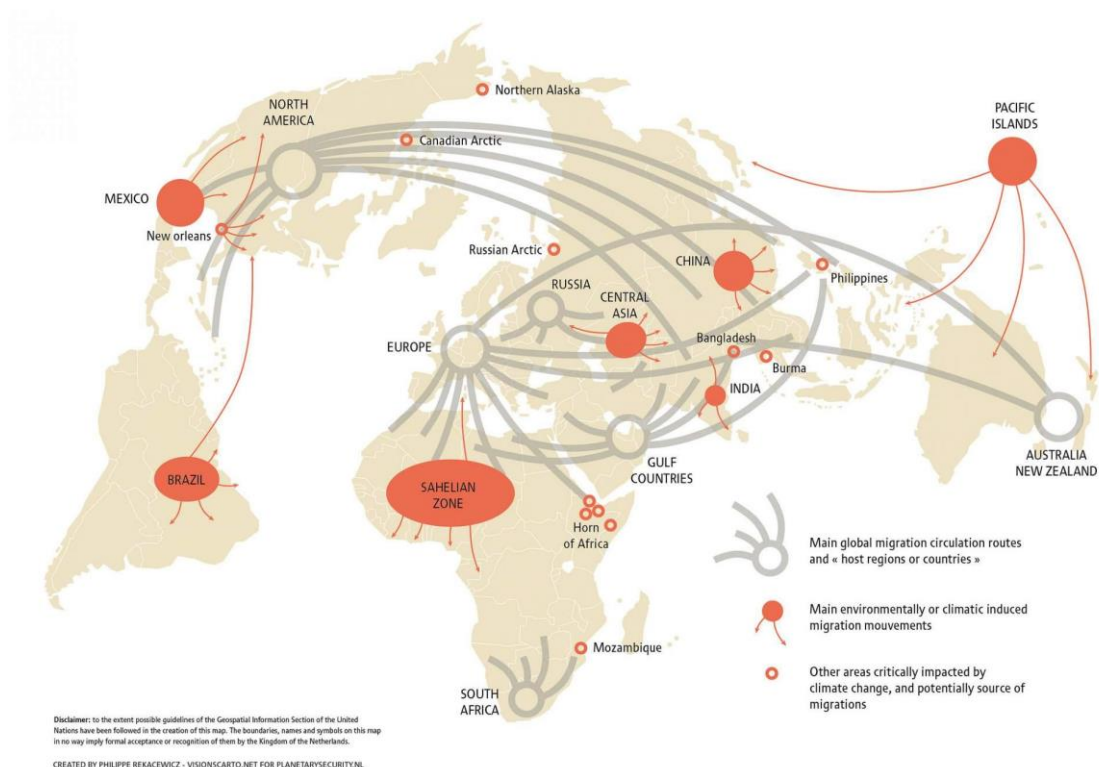 Northern Alaska
NORTH
AMERICA
PACIFIC
ISLANDS
Canadian Arctic
MEXICO
New orleans
Russian Arctic
CHINA
Philippines
RUSSIA
CENTRAL
ASIA
EUROPE
Bangladesh
Burma
INDIA
AUSTRALIA
NEW ZEALAND
GULF
COUNTRIES
BRAZIL
SAHELIAN
ZONE
Horn
of Africa
Main global migration circulation routes
and « host regions or countries »
Main environmentally or climatic induced
migration mouvements
Mozambique
Other areas critically impacted by
climate change, and potentially source of
migrations
SOUTH
AFRICA
Disclaimer: to the extent possible guidelines of the Geospatial Information Section of the United
Nations have been followed in the creation of this map. The boundaries, names and symbols on this map
in no way imply formal acceptance or recognition of them by the Kingdom of the Netherlands.
CREATED BY PHILIPPE REKACEWICZ - VISIONSCARTO.NET FOR PLANETARYSECURITY.NL